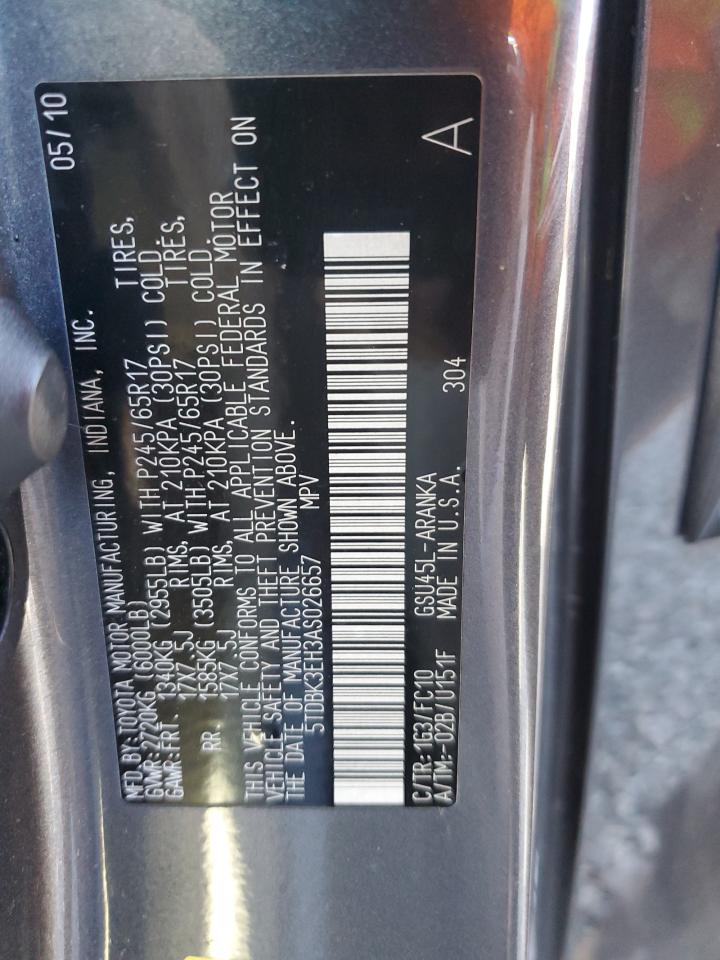 MFD.BY:TOYOTA MOTOR MANUFACTURING, INDIANA, INC. 05/10
GVWR:2720KG (6000LB)
GAWR:FRT. 1340KG (2955LB) WITH P245/65R17 TIRES,
17X7.5J RIMS, AT 210KPA (30PSI) COLD.
RR. 1585KG (3505LB) WITH P245/65R17 TIRES,
17X7.5J RIMS, AT 210KPA (30PSI) COLD.
THIS VEHICLE CONFORMS TO ALL APPLICABLE FEDERAL MOTOR
VEHICLE SAFETY AND THEFT PREVENTION STANDARDS IN EFFECT ON
THE DATE OF MANUFACTURE SHOWN ABOVE.
5TDBK3EH3AS026657 MPV
C/TR:1G3/FC10 GSU45L-ARANKA 304 A
A/TM:-02B/U151F MADE IN U.S.A.